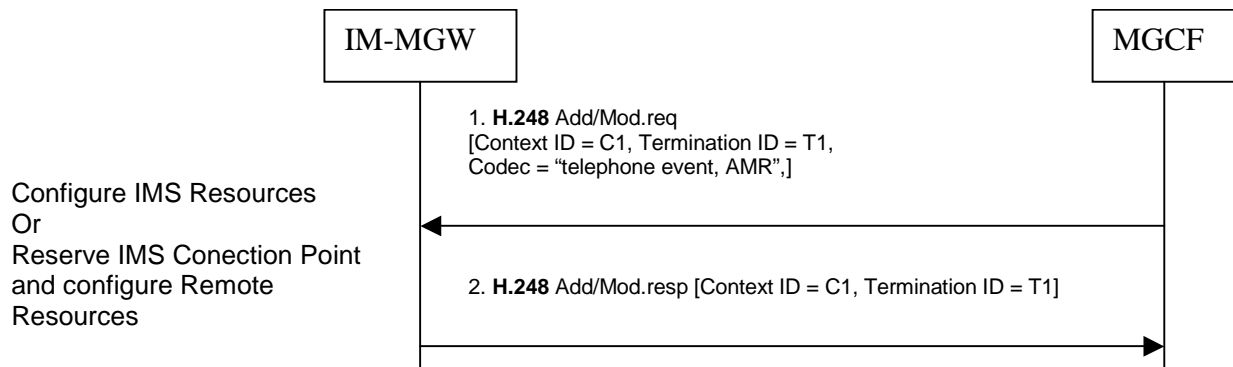 IM-MGW
MGCF
1. H.248 Add/Mod.req
[Context ID = C1, Termination ID = T1,
Codec = “telephone event, AMR”,]
Configure IMS Resources
Or
Reserve IMS Conection Point
and configure Remote
Resources
2. H.248 Add/Mod.resp [Context ID = C1, Termination ID = T1]